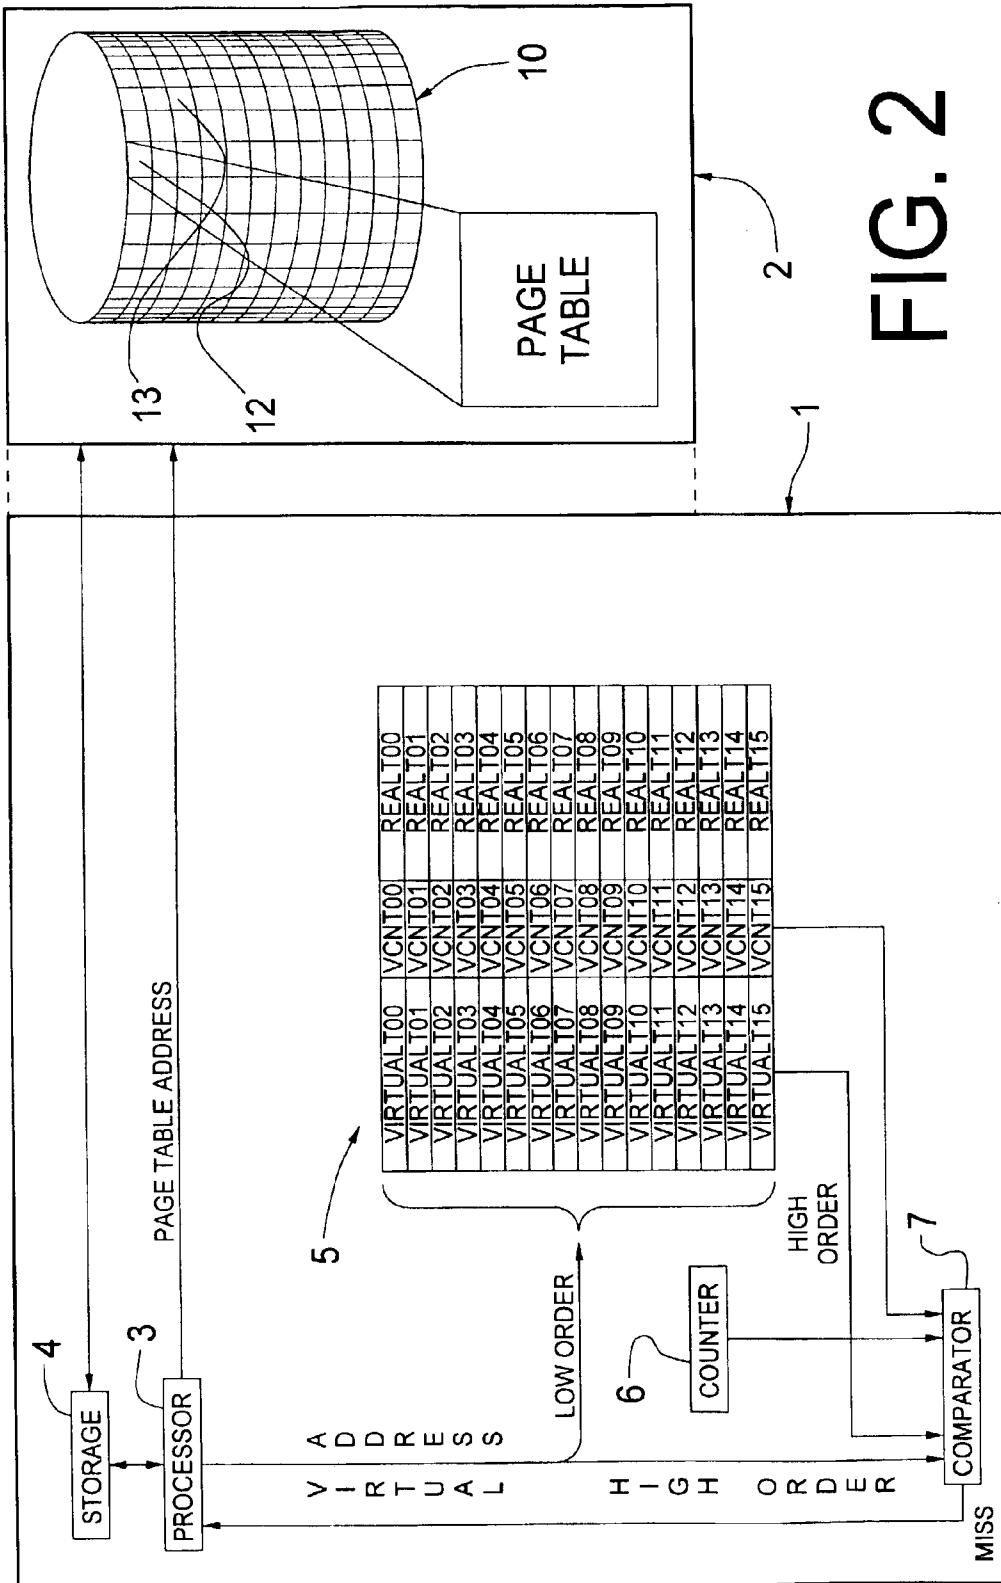 STORAGE
4
PROCESSOR
3
PAGE TABLE ADDRESS
VIRTUAL
ADDRESS
LOW ORDER
HIGH ORDER
5
VIRTUALT00 VCNT00 REALT00
VIRTUALT01 VCNT01 REALT01
VIRTUALT02 VCNT02 REALT02
VIRTUALT03 VCNT03 REALT03
VIRTUALT04 VCNT04 REALT04
VIRTUALT05 VCNT05 REALT05
VIRTUALT06 VCNT06 REALT06
VIRTUALT07 VCNT07 REALT07
VIRTUALT08 VCNT08 REALT08
VIRTUALT09 VCNT09 REALT09
VIRTUALT10 VCNT10 REALT10
VIRTUALT11 VCNT11 REALT11
VIRTUALT12 VCNT12 REALT12
VIRTUALT13 VCNT13 REALT13
VIRTUALT14 VCNT14 REALT14
VIRTUALT15 VCNT15 REALT15
6
COUNTER
HIGH
ORDER
7
COMPARATOR
MISS
1
13
12
10
PAGE
TABLE
2
FIG. 2